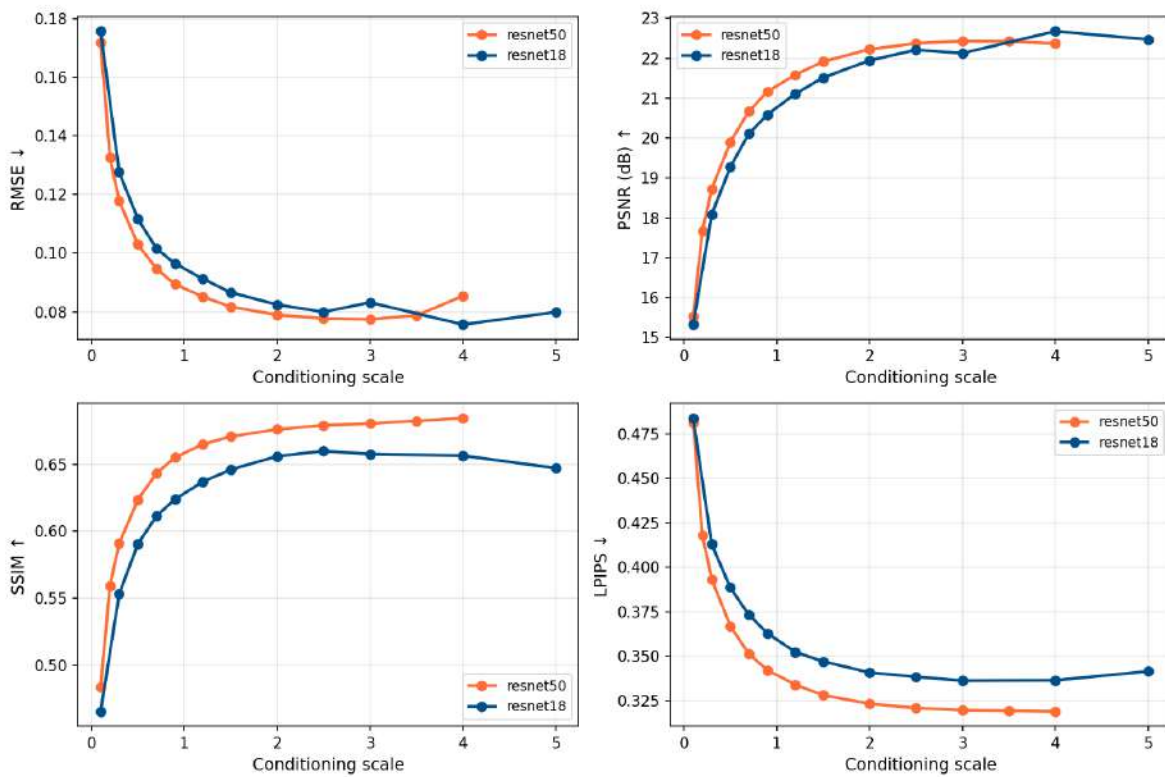 0.18
0.16
0.14
0.12
0.10
0.08
RMSE ↓
0 1 2 3 4 5
Conditioning scale
resnet50
resnet18
23
22
21
20
19
18
17
16
15
PSNR (dB) ↑
0 1 2 3 4 5
Conditioning scale
resnet50
resnet18
0.65
0.60
0.55
0.50
SSIM ↑
0 1 2 3 4 5
Conditioning scale
resnet50
resnet18
0.475
0.450
0.425
0.400
0.375
0.350
0.325
LPIPS ↓
0 1 2 3 4 5
Conditioning scale
resnet50
resnet18